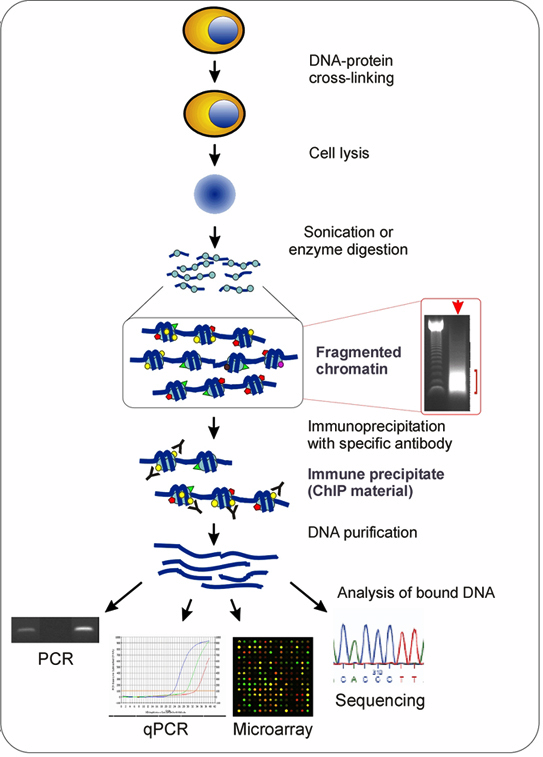 DNA-protein
cross-linking
Cell lysis
Sonication or
enzyme digestion
Fragmented
chromatin
Immunoprecipitation
with specific antibody
Immune precipitate
(ChIP material)
DNA purification
Analysis of bound DNA
PCR
qPCR
Microarray
C A G C C T T
Sequencing